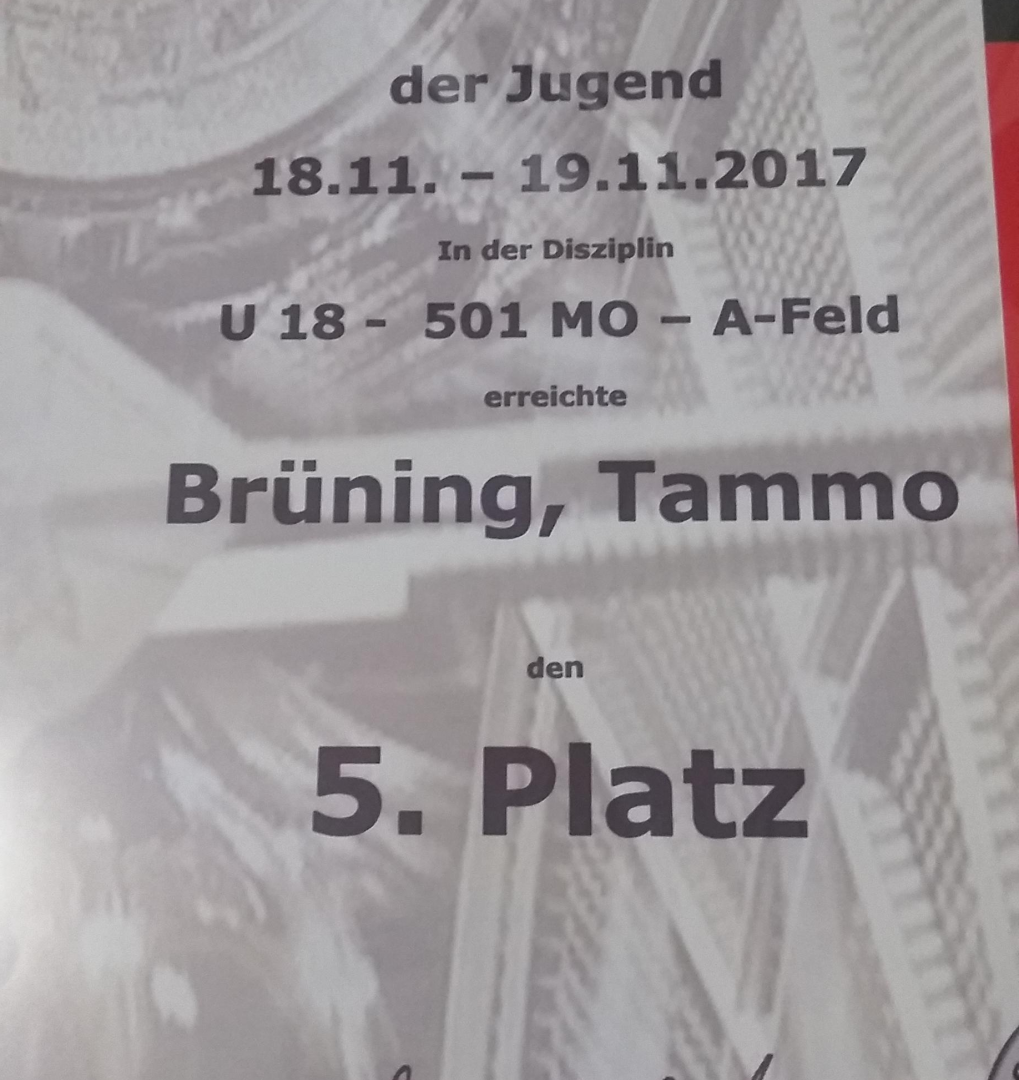 der Jugend
18.11. – 19.11.2017
In der Disziplin
U 18 - 501 MO – A-Feld
erreichte
Brüning, Tammo
den
5. Platz